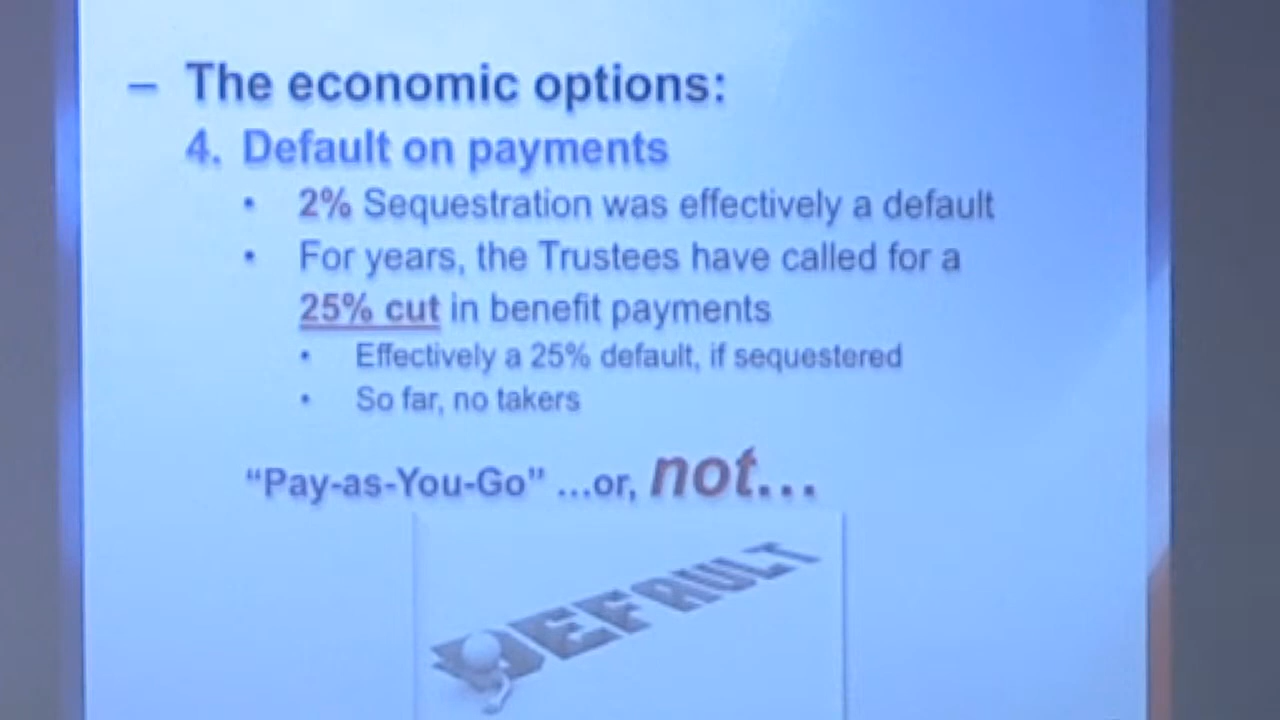 – The economic options:
4. Default on payments
• 2% Sequestration was effectively a default
• For years, the Trustees have called for a
25% cut in benefit payments
• Effectively a 25% default, if sequestered
• So far, no takers
“Pay-as-You-Go” ...or, not...
DEFAULT